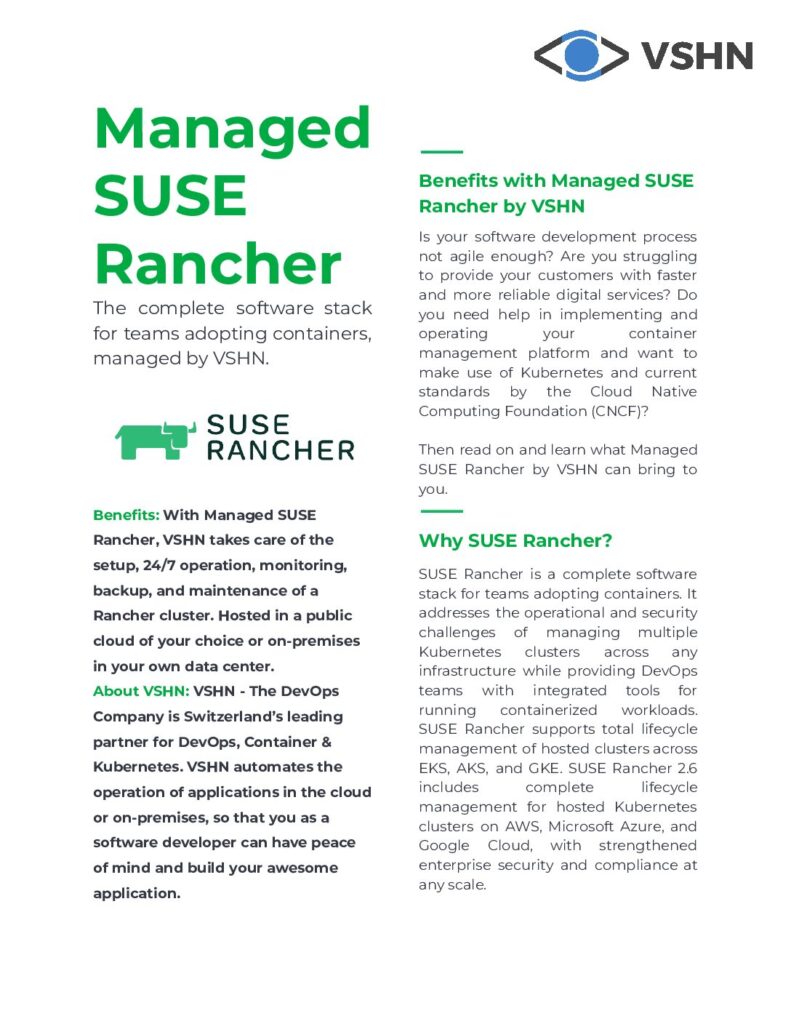 VSHN
Managed
SUSE
Rancher
The complete software stack
for teams adopting containers,
managed by VSHN.
SUSE
RANCHER
Benefits: With Managed SUSE
Rancher, VSHN takes care of the
setup, 24/7 operation, monitoring,
backup, and maintenance of a
Rancher cluster. Hosted in a public
cloud of your choice or on-premises
in your own data center.
About VSHN: VSHN - The DevOps
Company is Switzerland’s leading
partner for DevOps, Container &
Kubernetes. VSHN automates the
operation of applications in the cloud
or on-premises, so that you as a
software developer can have peace
of mind and build your awesome
application.
Benefits with Managed SUSE
Rancher by VSHN
Is your software development process
not agile enough? Are you struggling
to provide your customers with faster
and more reliable digital services? Do
you need help in implementing and
operating your container
management platform and want to
make use of Kubernetes and current
standards by the Cloud Native
Computing Foundation (CNCF)?
Then read on and learn what Managed
SUSE Rancher by VSHN can bring to
you.
Why SUSE Rancher?
SUSE Rancher is a complete software
stack for teams adopting containers. It
addresses the operational and security
challenges of managing multiple
Kubernetes clusters across any
infrastructure while providing DevOps
teams with integrated tools for
running containerized workloads.
SUSE Rancher supports total lifecycle
management of hosted clusters across
EKS, AKS, and GKE. SUSE Rancher 2.6
includes complete lifecycle
management for hosted Kubernetes
clusters on AWS, Microsoft Azure, and
Google Cloud, with strengthened
enterprise security and compliance at
any scale.